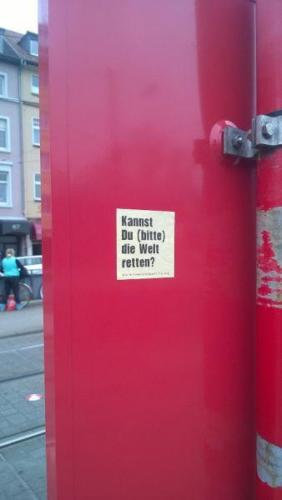 Kannst
Du (bitte)
die Welt
retten?